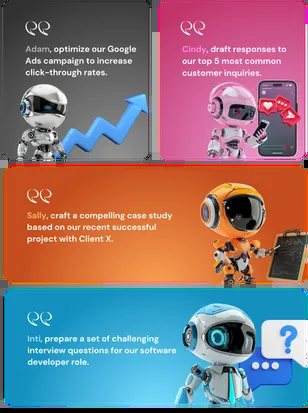 Adam, optimize our Google
Ads campaign to increase
click-through rates.
Cindy, draft responses to
our top 5 most common
customer inquiries.
Sally, craft a compelling case study
based on our recent successful
project with Client X.
Inti, prepare a set of challenging
interview questions for our software
developer role.
?